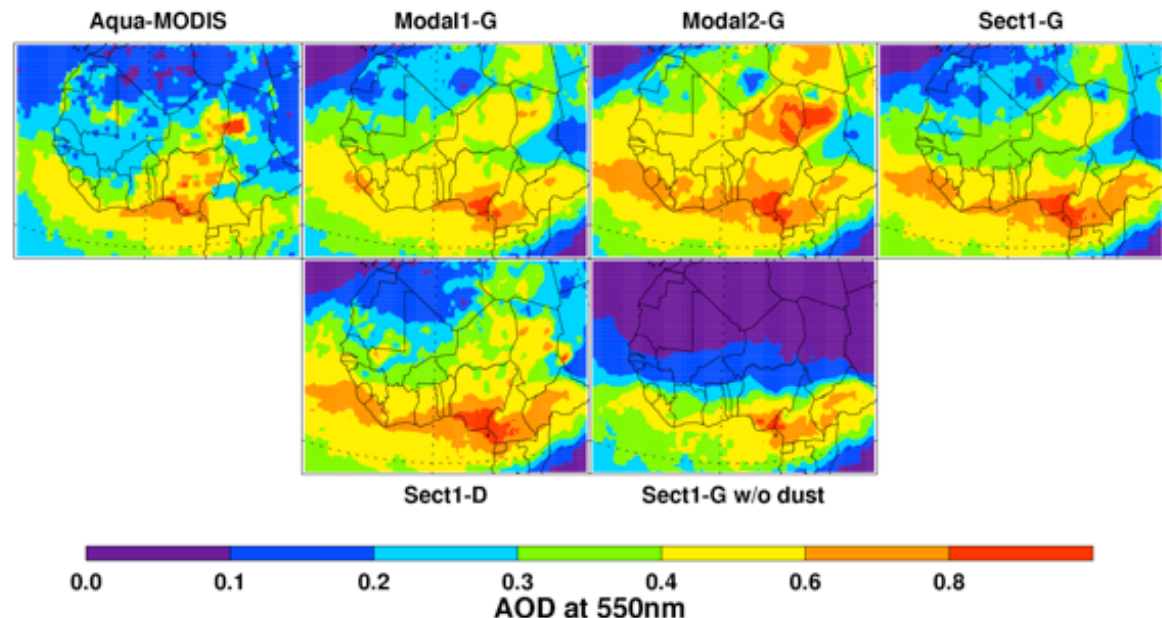 Aqua-MODIS Modal1-G Modal2-G Sect1-G
Sect1-D Sect1-G w/o dust
0.0 0.1 0.2 0.3 0.4 0.6 0.8
AOD at 550nm